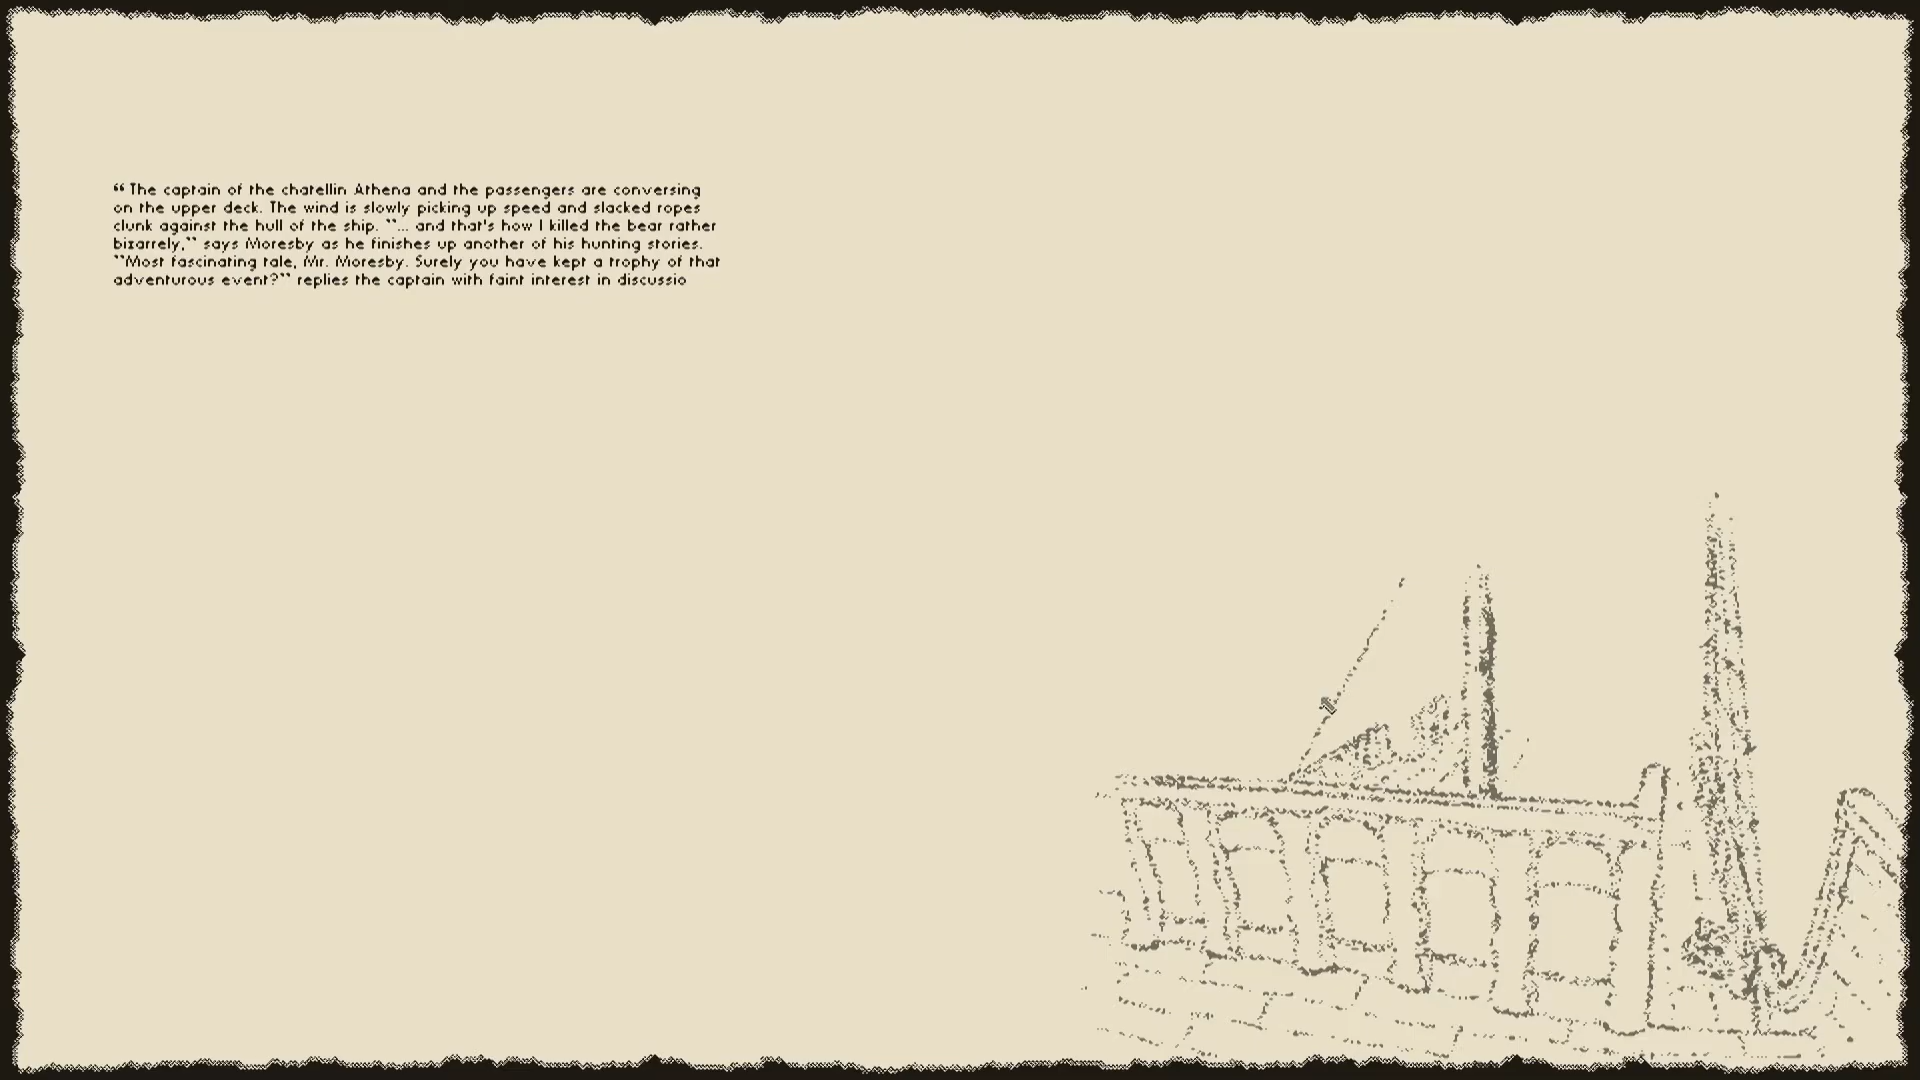 “ The captain of the chatellin Athena and the passengers are conversing
on the upper deck. The wind is slowly picking up speed and slacked ropes
clunk against the hull of the ship. ""... and that's how I killed the bear rather
bizarrely,"" says Moresby as he finishes up another of his hunting stories.
""Most fascinating tale, Mr. Moresby. Surely you have kept a trophy of that
adventurous event?"" replies the captain with faint interest in discussio